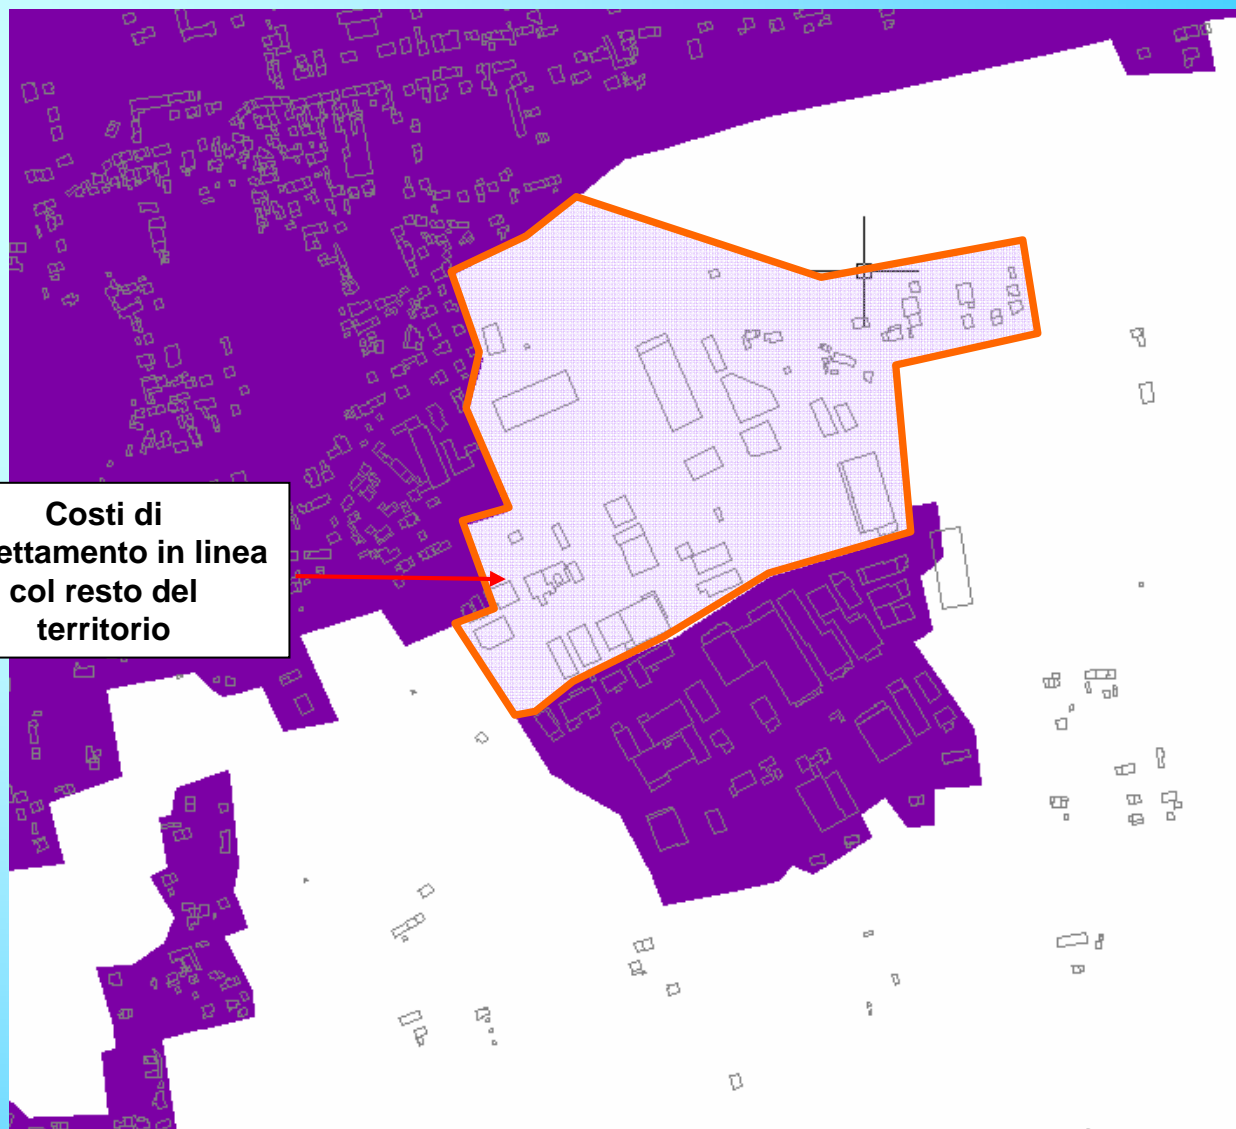 Costi di
ettamento in linea
col resto del
territorio